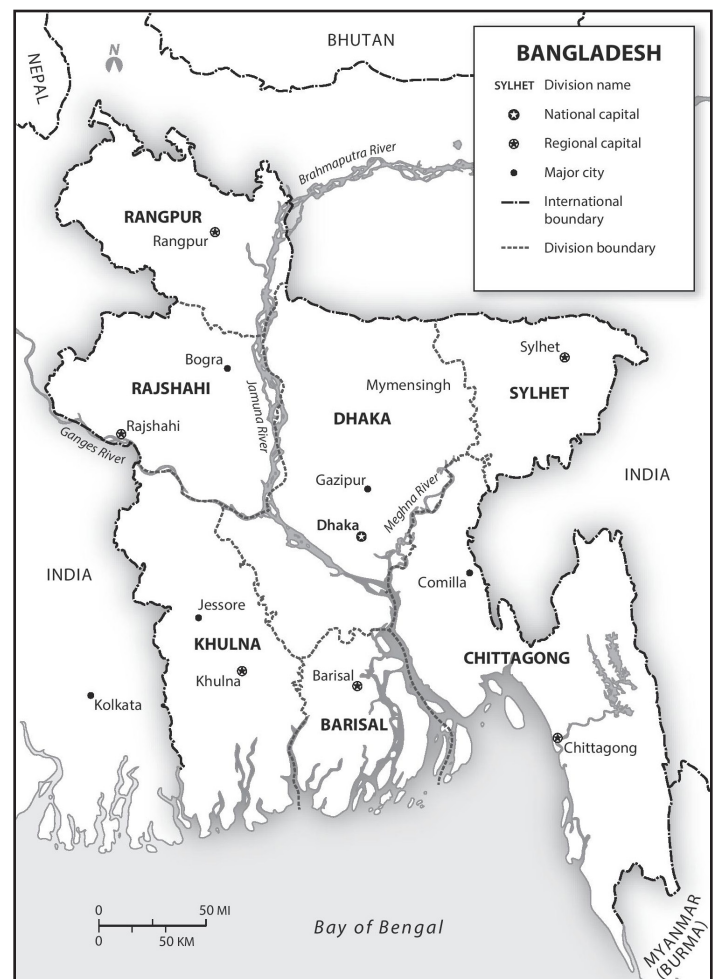 BHUTAN
NEPAL
N
BANGLADESH
SYLHET Division name
National capital
Regional capital
Major city
International
boundary
Division boundary
Brahmaputra River
RANGPUR
Rangpur
Bogra
RAJSHAHI
Rajshahi
Ganges River
Jamuna River
Mymensingh
DHAKA
Sylhet
SYLHET
Gazipur
Dhaka
Meghna River
INDIA
INDIA
Comilla
Jessore
KHULNA
Khulna
CHITTAGONG
Barisal
BARISAL
Kolkata
Chittagong
0 50 MI
0 50 KM
Bay of Bengal
MYANMAR
(BURMA)